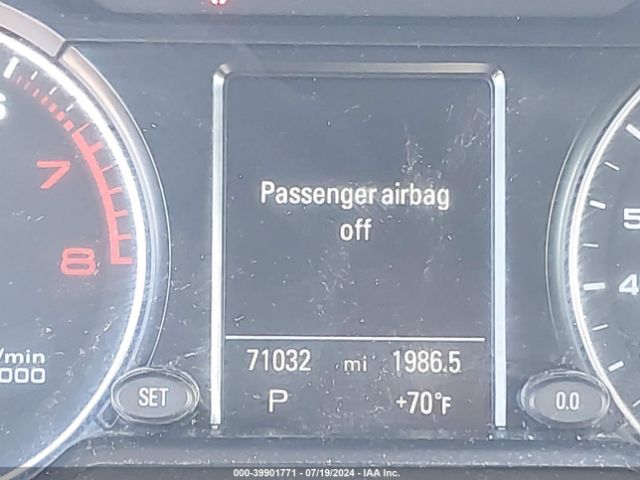 6
7
8
/min
000
Passenger airbag
off
71032 mi 1986.5
P +70°F
SET
0.0
5
4
000-39901771 - 07/19/2024 - IAA Inc.